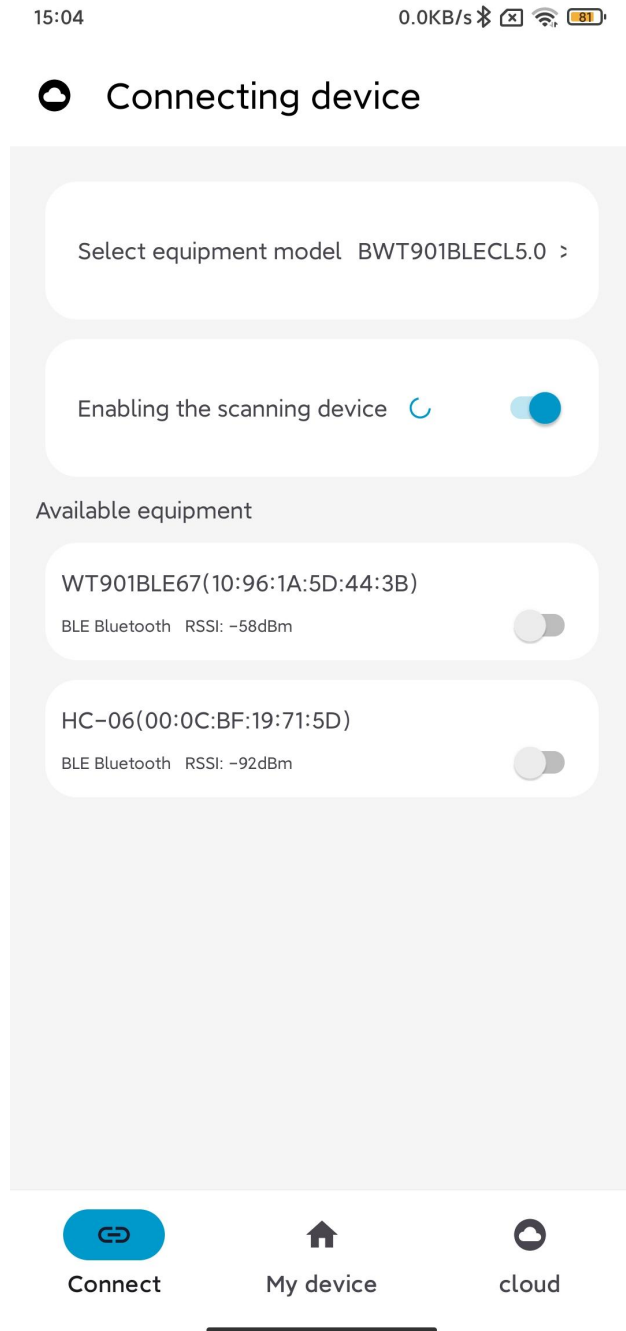 15:04 0.0KB/s 81
Connecting device
Select equipment model BWT901BLECL5.0 >
Enabling the scanning device
Available equipment
WT901BLE67(10:96:1A:5D:44:3B)
BLE Bluetooth RSSI: -58dBm
HC-06(00:0C:BF:19:71:5D)
BLE Bluetooth RSSI: -92dBm
Connect My device cloud